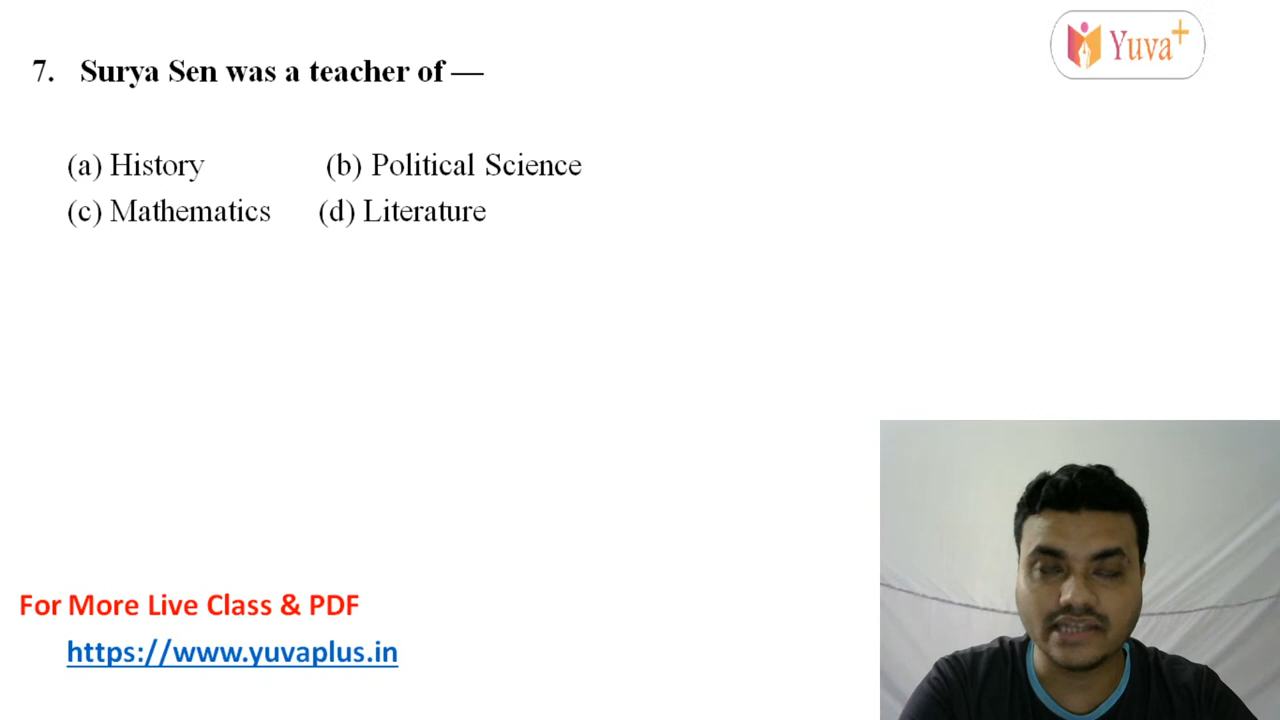 Yuva+
7. Surya Sen was a teacher of —
(a) History (b) Political Science
(c) Mathematics (d) Literature
For More Live Class & PDF
https://www.yuvaplus.in